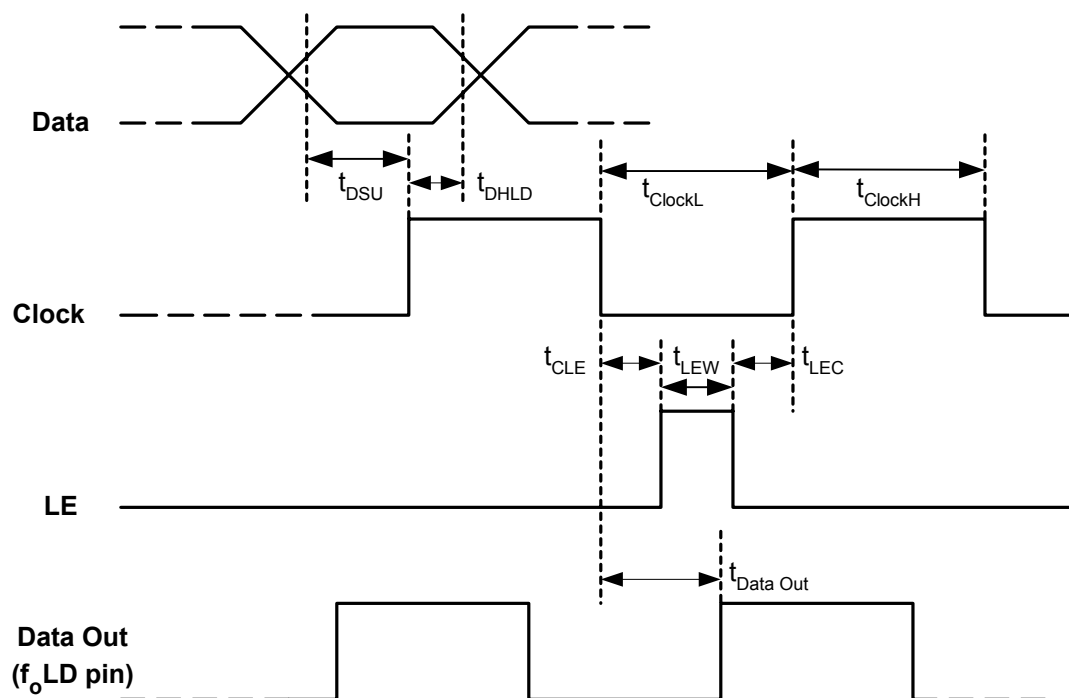 Data
tDSU
tDHLD
tClockL
tClockH
Clock
tCLE
tLEW
tLEC
LE
tData Out
Data Out
(foLD pin)